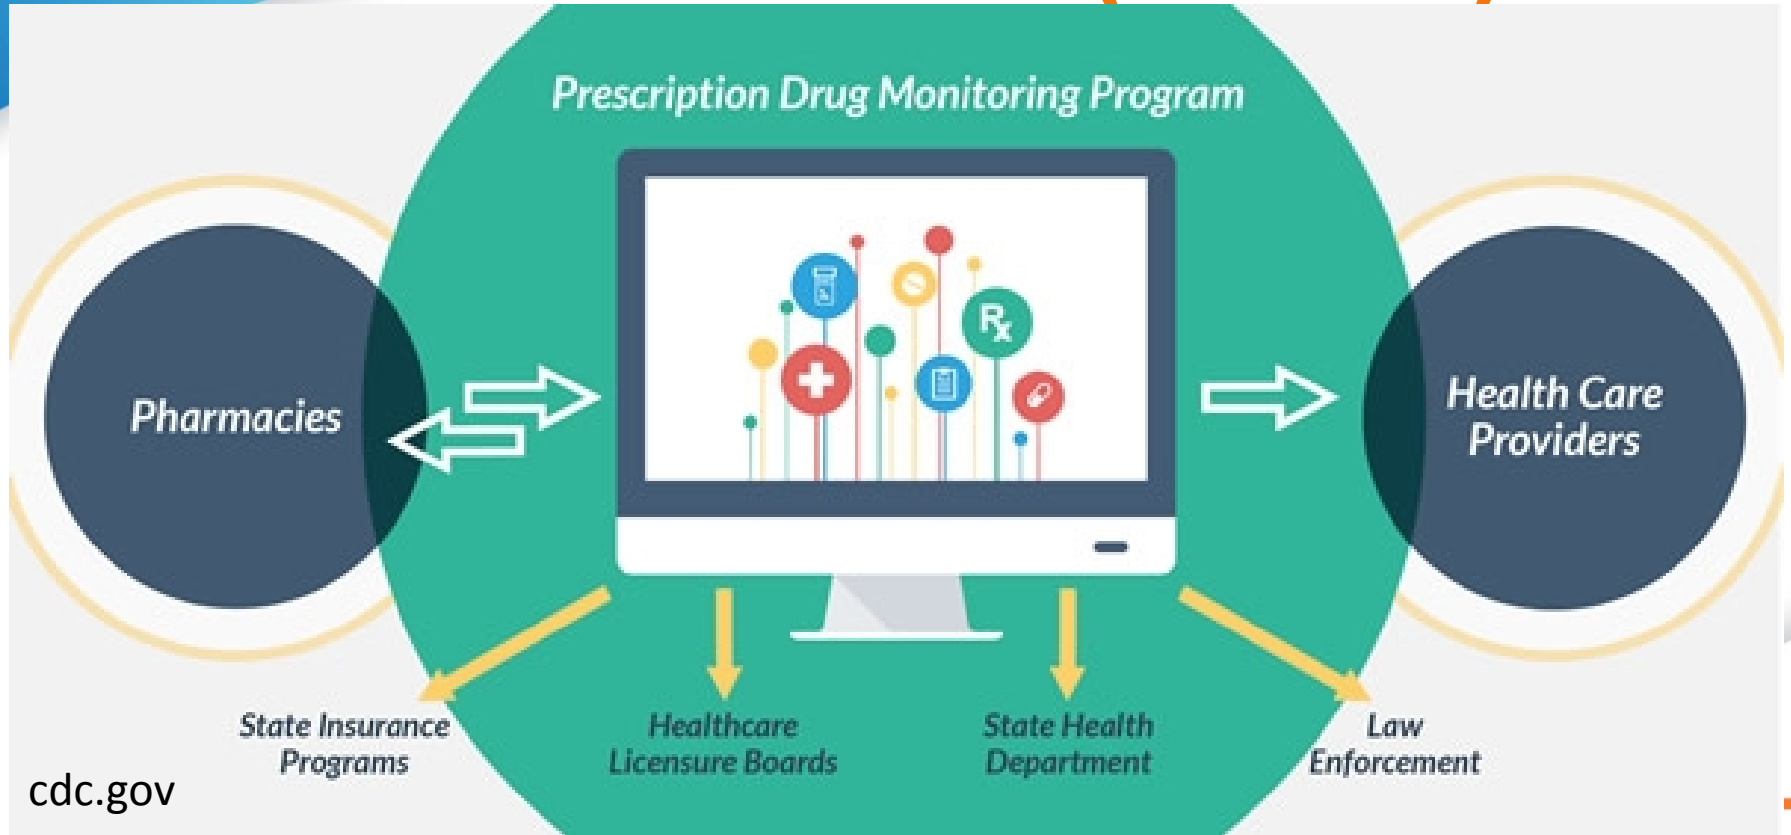 Prescription Drug Monitoring Program
Rx
Pharmacies
Health Care
Providers
State Insurance
Programs
Healthcare
Licensure Boards
State Health
Department
Law
Enforcement
cdc.gov